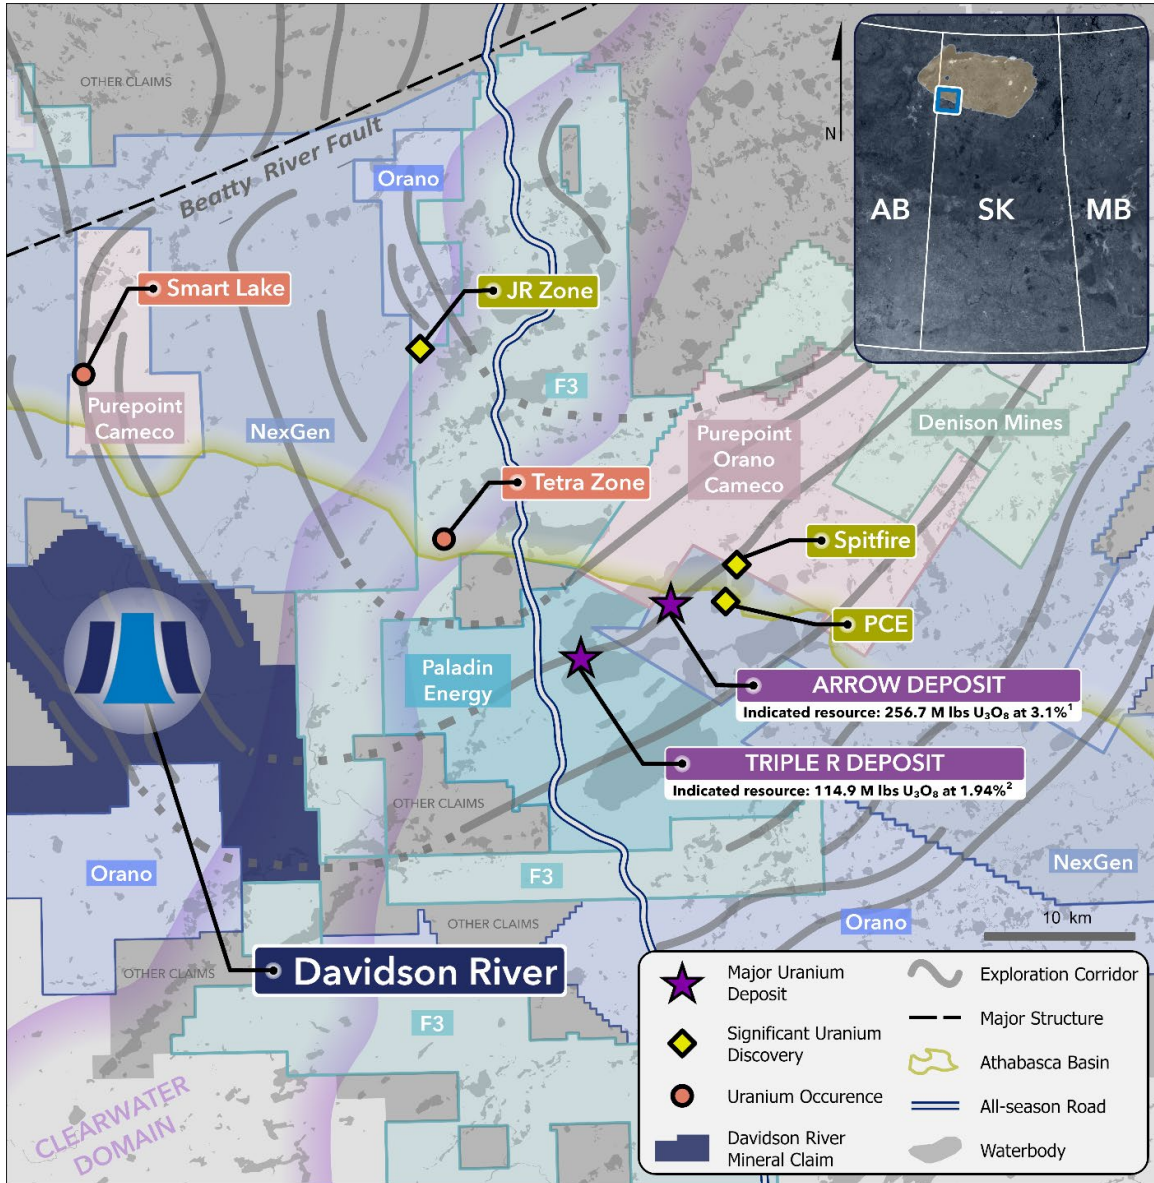 OTHER CLAIMS
Beatty River Fault
Orano
N
AB
SK
MB
Smart Lake
JR Zone
F3
Purepoint
Cameco
NexGen
Purepoint
Orano
Cameco
Denison Mines
Tetra Zone
Spitfire
PCE
Paladin
Energy
ARROW DEPOSIT
Indicated resource: 256.7 M lbs U₃O₈ at 3.1%¹
TRIPLE R DEPOSIT
Indicated resource: 114.9 M lbs U₃O₈ at 1.94%²
OTHER CLAIMS
Orano
F3
NexGen
OTHER CLAIMS
Orano
10 km
OTHER CLAIMS
Davidson River
F3
CLEARWATER
DOMAIN
Major Uranium
Deposit
Significant Uranium
Discovery
Uranium Occurence
Davidson River
Mineral Claim
Exploration Corridor
Major Structure
Athabasca Basin
All-season Road
Waterbody